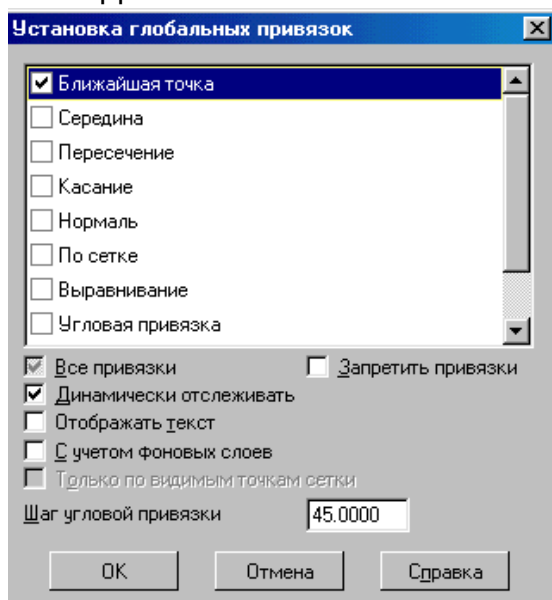 Установка глобальных привязок
Ближайшая точка
Середина
Пересечение
Касание
Нормаль
По сетке
Выравнивание
Угловая привязка
Все привязки Запретить привязки
Динамически отслеживать
Отображать текст
С учетом фоновых слоев
Только по видимым точкам сетки
Шаг угловой привязки 45.0000
OK Отмена Справка